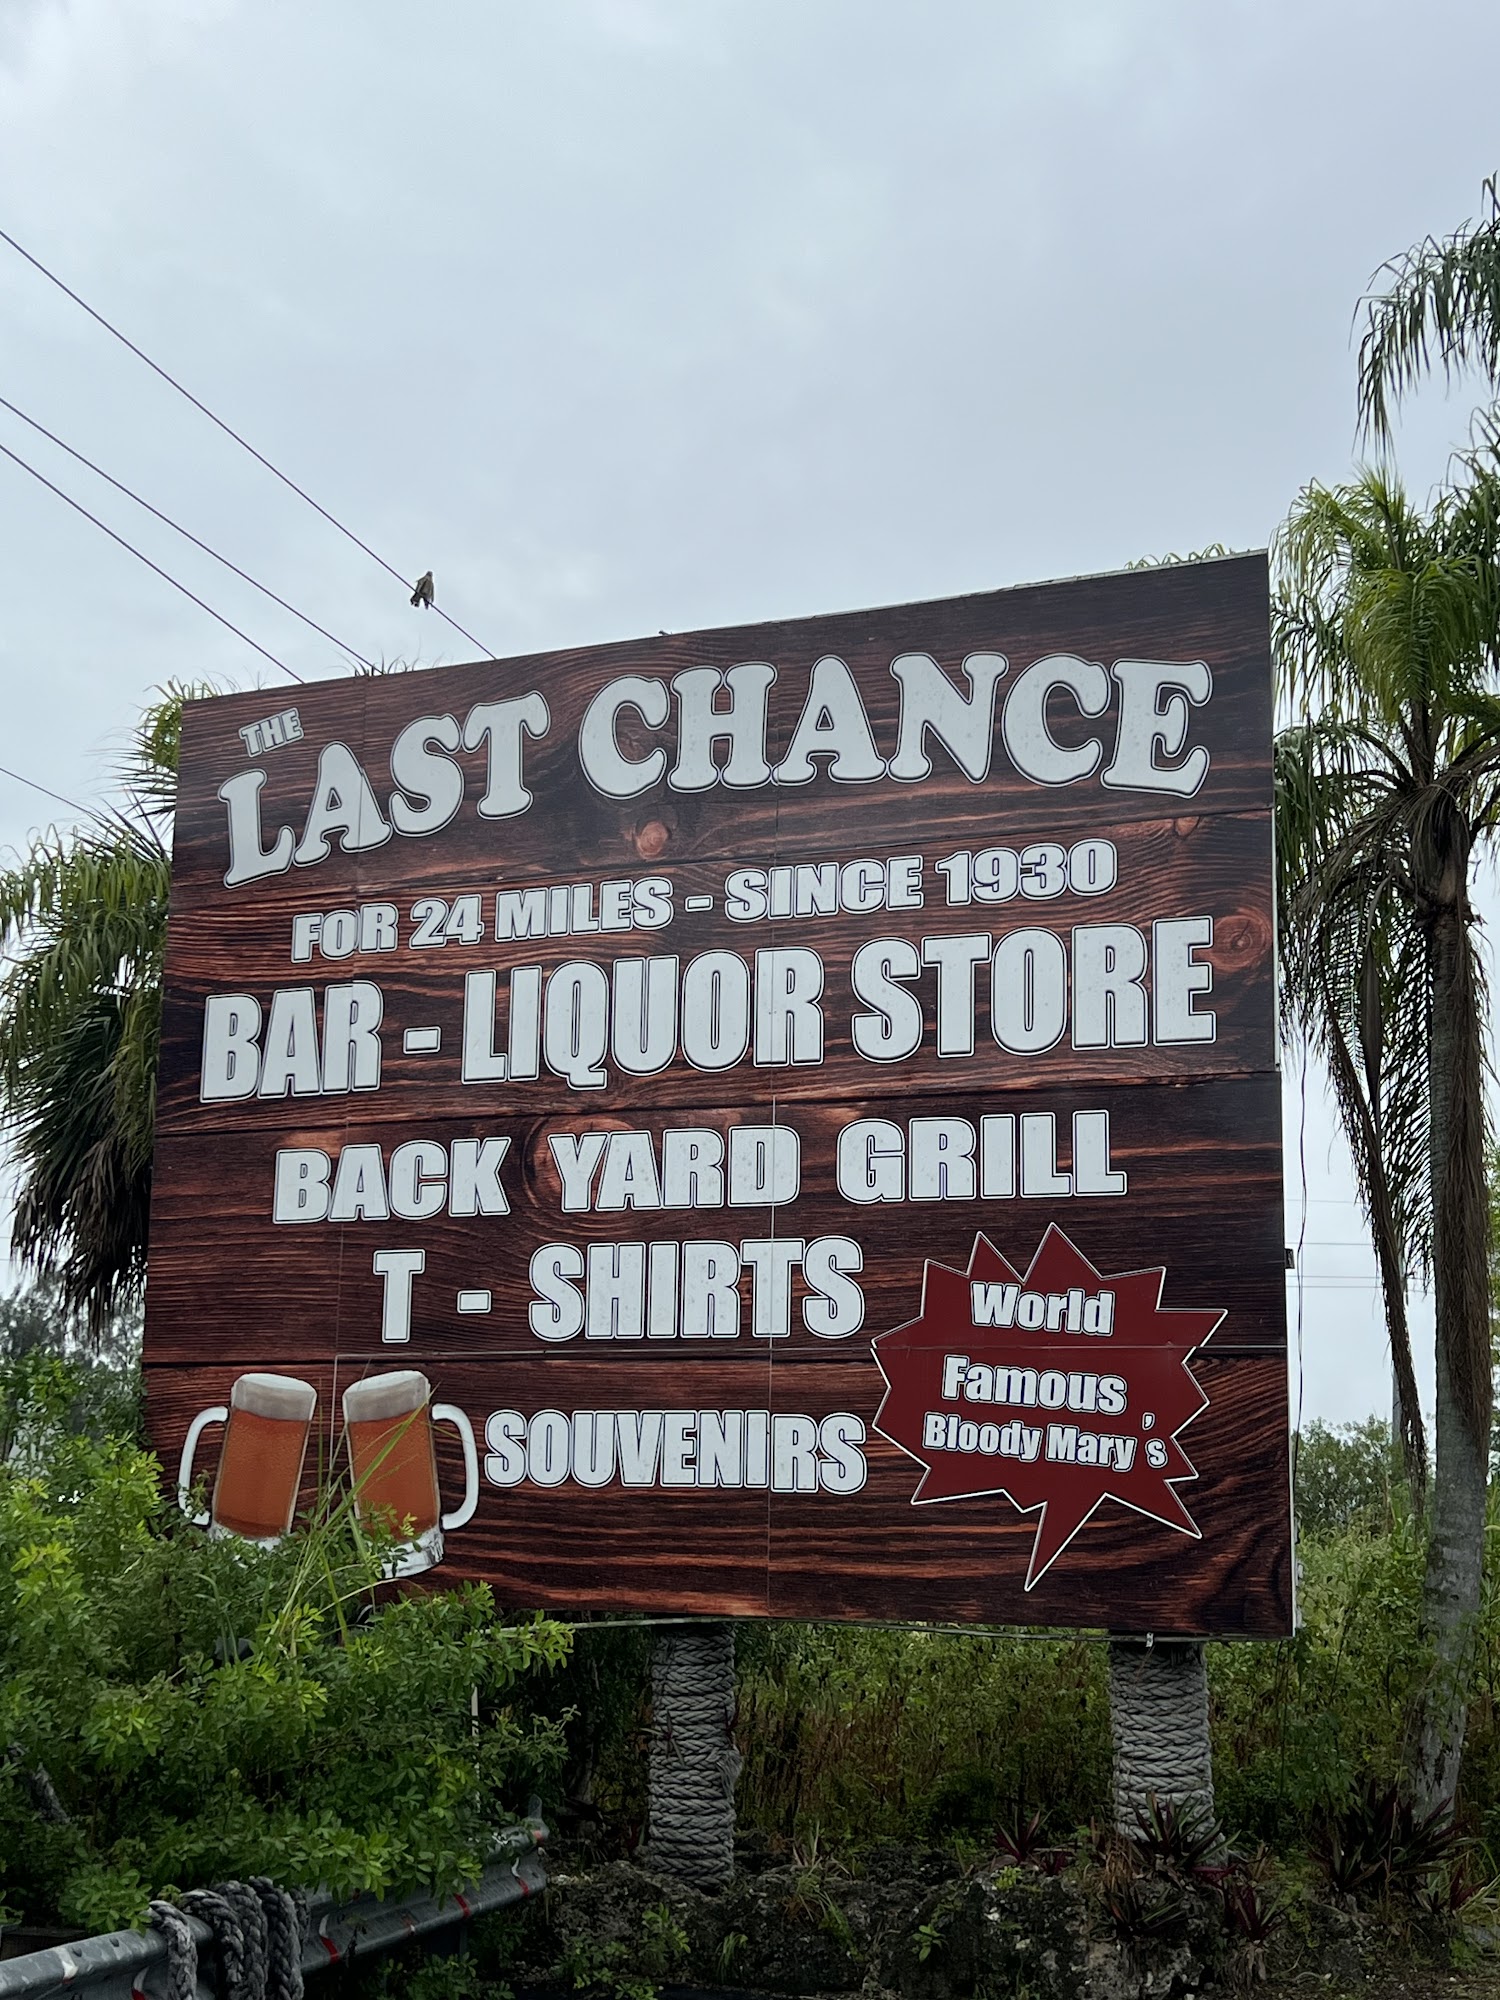 THE
LAST CHANCE
FOR 24 MILES - SINCE 1930
BAR - LIQUOR STORE
BACK YARD GRILL
T - SHIRTS
SOUVENIRS
World
Famous
Bloody Mary's